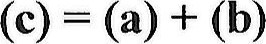 (c) = (a) + (b)